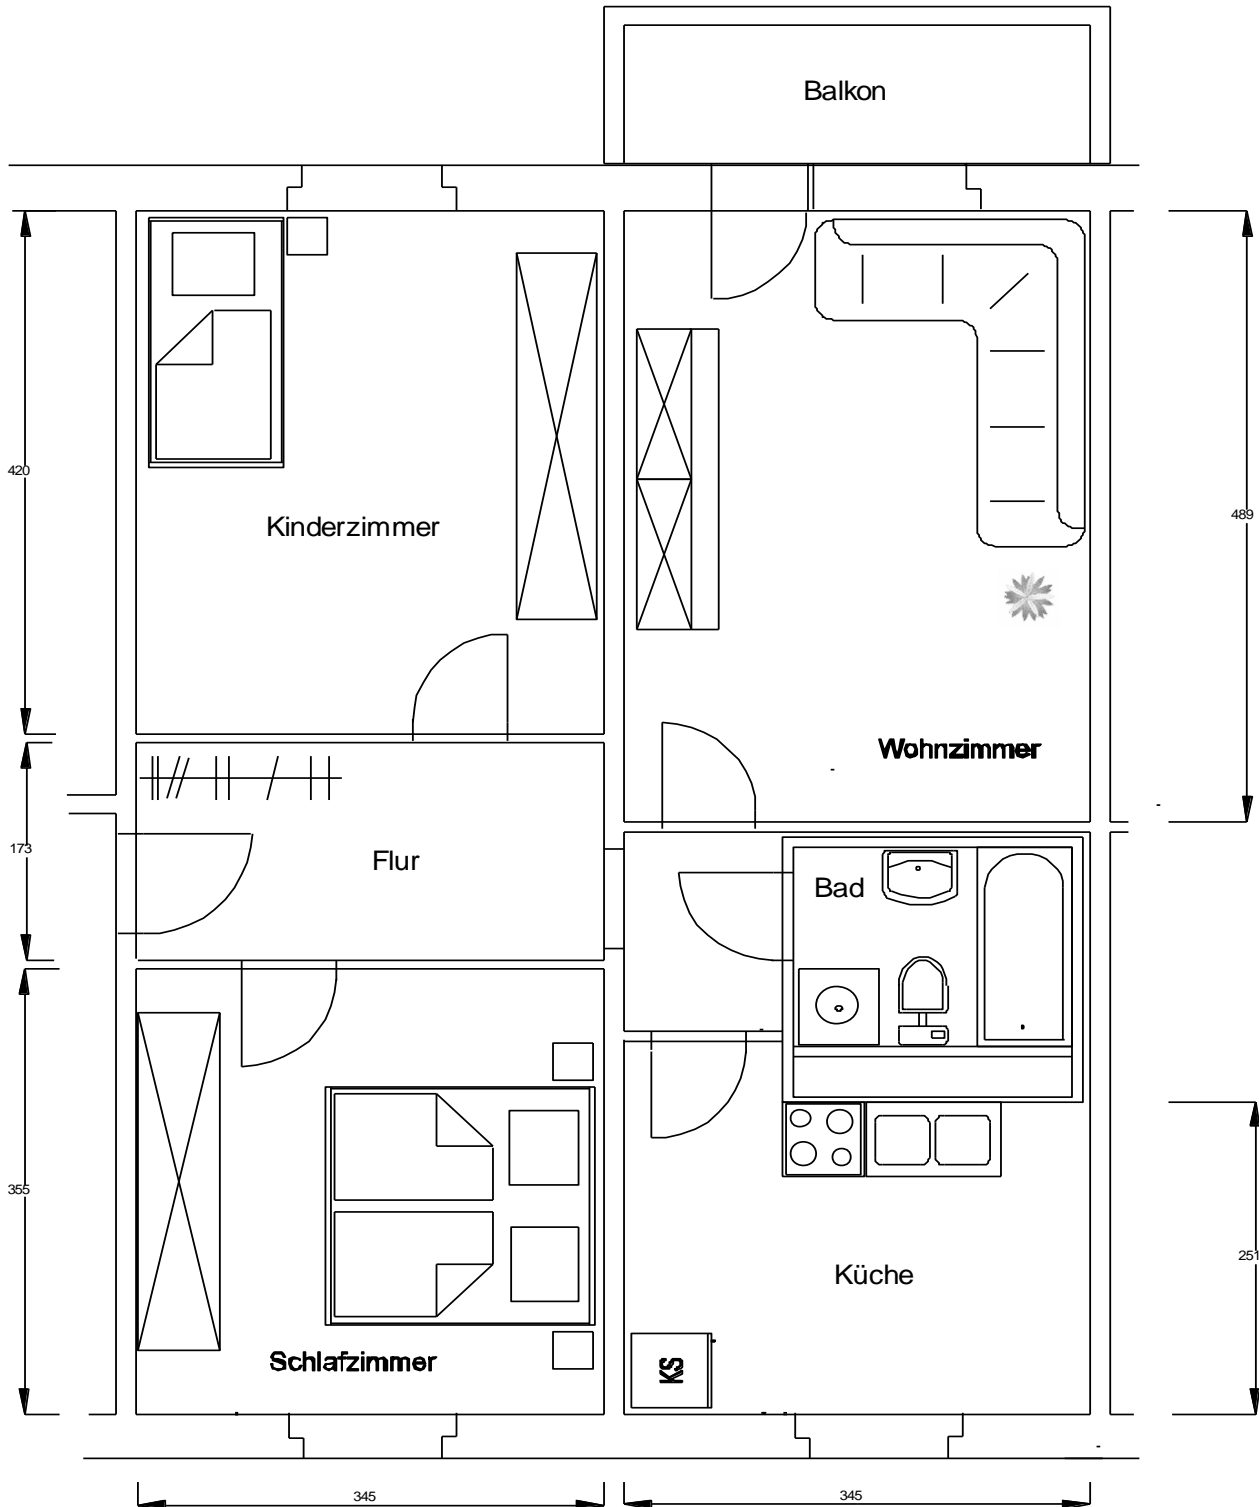 Balkon
420
Kinderzimmer
489
Wohnzimmer
173
Flur
Bad
355
251
Küche
Schlafzimmer
KS
345
345